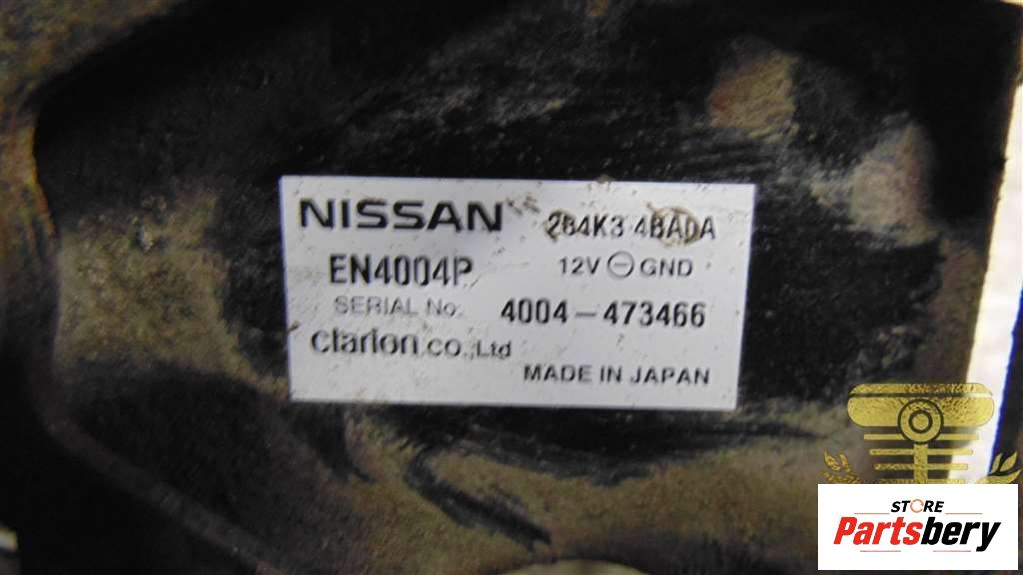 NISSAN 284K3 4BA0A
EN4004P 12V ⊖ GND
SERIAL No. 4004-473466
Clarion CO.,Ltd
MADE IN JAPAN
STORE
Partsbery